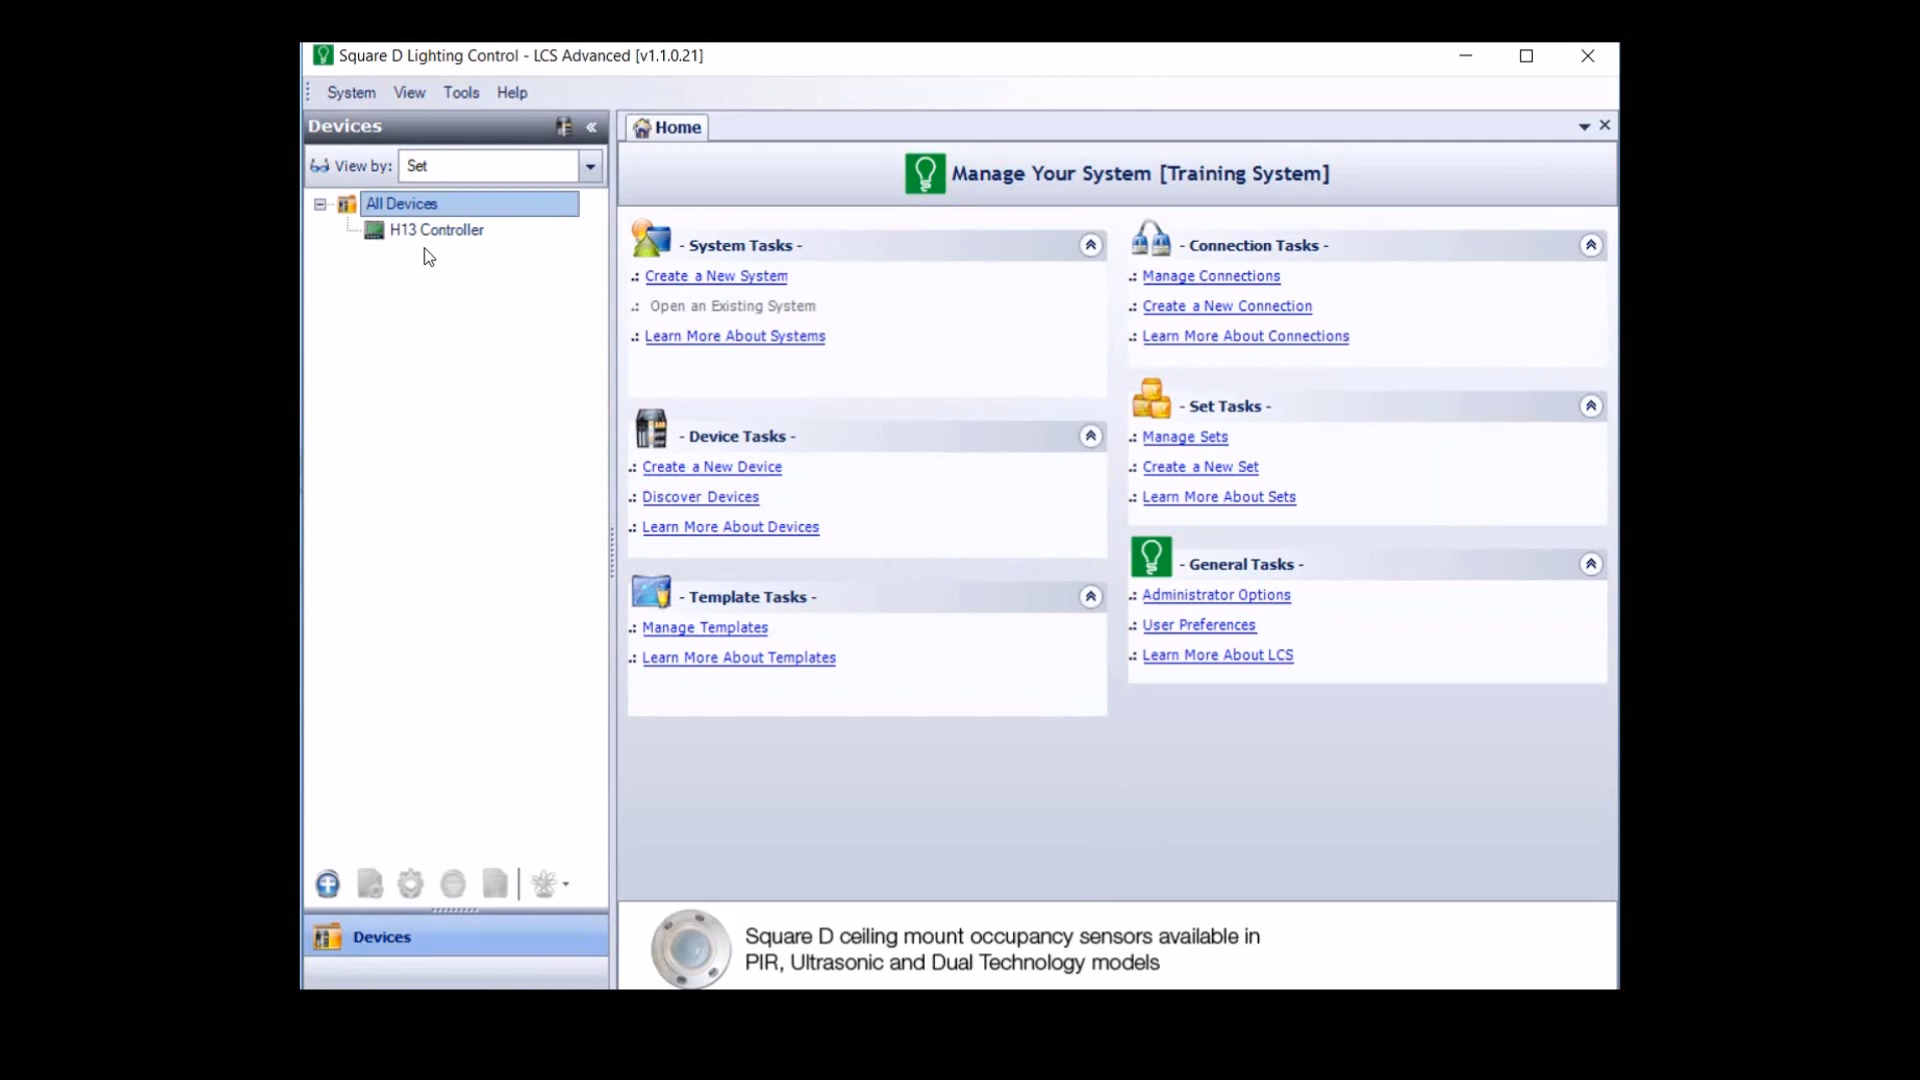 Square D Lighting Control - LCS Advanced [v1.1.0.21]
System View Tools Help
Devices
View by: Set
All Devices
H13 Controller
Devices
Home
Manage Your System [Training System]
- System Tasks -
Create a New System
Open an Existing System
Learn More About Systems
- Device Tasks -
Create a New Device
Discover Devices
Learn More About Devices
- Template Tasks -
Manage Templates
Learn More About Templates
- Connection Tasks -
Manage Connections
Create a New Connection
Learn More About Connections
- Set Tasks -
Manage Sets
Create a New Set
Learn More About Sets
- General Tasks -
Administrator Options
User Preferences
Learn More About LCS
Square D ceiling mount occupancy sensors available in
PIR, Ultrasonic and Dual Technology models